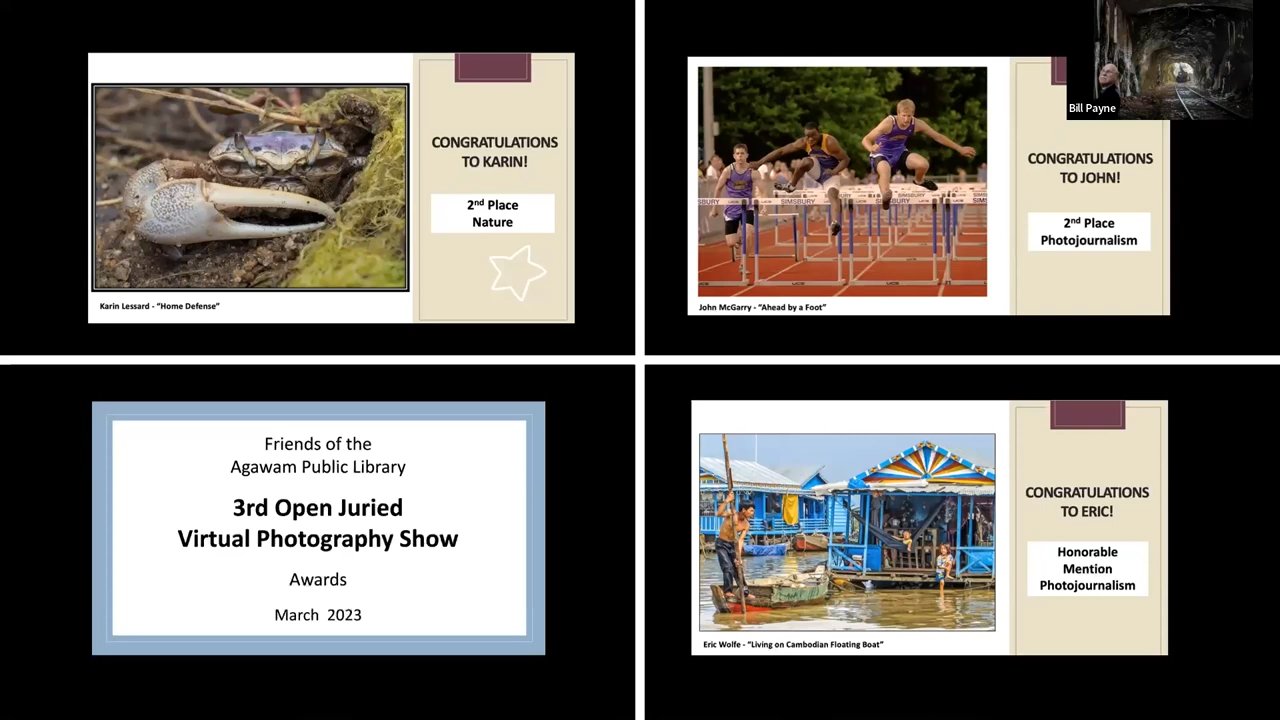 CONGRATULATIONS
TO KARIN!
2nd Place
Nature
Karin Lessard - “Home Defense”
Bill Payne
CONGRATULATIONS
TO JOHN!
2nd Place
Photojournalism
SIMSBURY
SIMSBURY
John McGarry - “Ahead by a Foot”
Friends of the
Agawam Public Library
3rd Open Juried
Virtual Photography Show
Awards
March 2023
CONGRATULATIONS
TO ERIC!
Honorable
Mention
Photojournalism
Eric Wolfe - “Living on Cambodian Floating Boat”